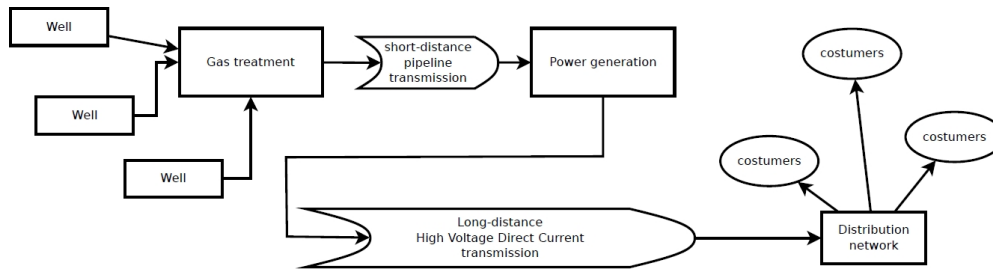 Well
Gas treatment
short-distance
pipeline
transmission
Power generation
costumers
Well
costumers
costumers
Well
Long-distance
High Voltage Direct Current
transmission
Distribution
network